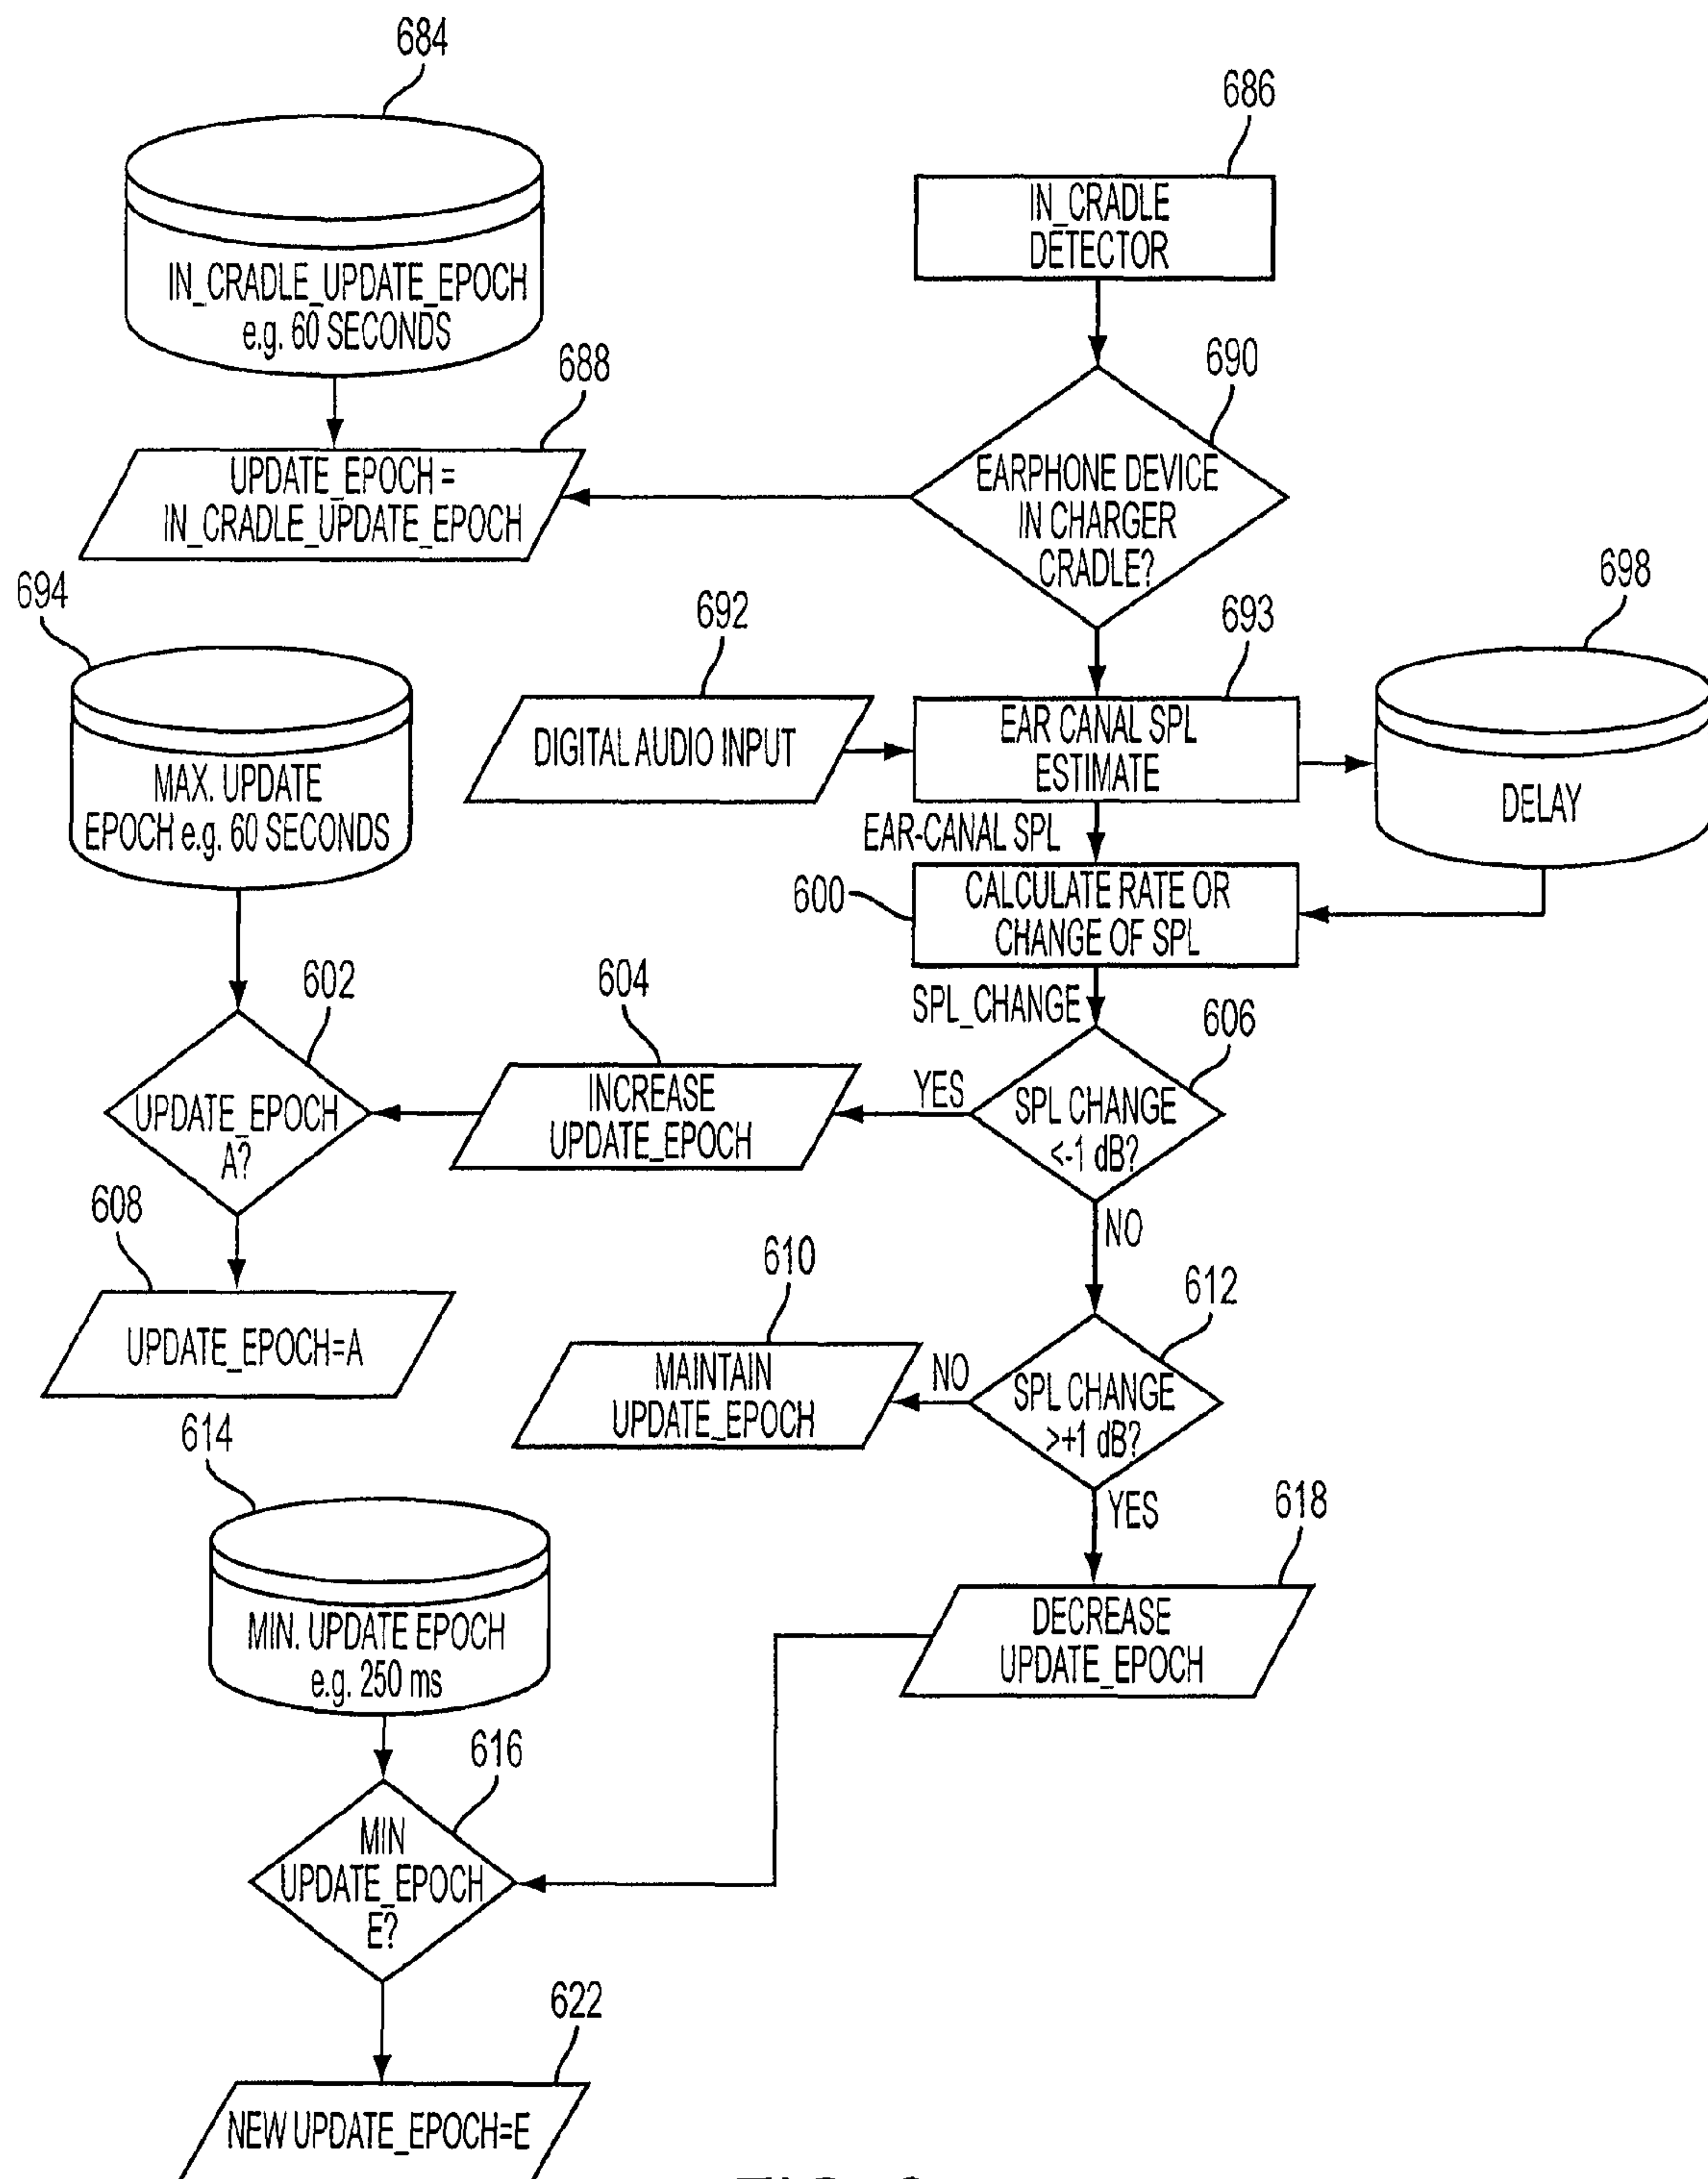 684
686
IN_CRADLE
DETECTOR
IN_CRADLE_UPDATE_EPOCH
e.g. 60 SECONDS
688
690
UPDATE_EPOCH =
IN_CRADLE_UPDATE_EPOCH
EARPHONE DEVICE
IN CHARGER
CRADLE?
694
692
693
698
MAX. UPDATE
EPOCH e.g. 60 SECONDS
DIGITAL AUDIO INPUT
EAR CANAL SPL
ESTIMATE
DELAY
EAR-CANAL SPL
600
CALCULATE RATE OR
CHANGE OF SPL
602
604
SPL_CHANGE
606
UPDATE_EPOCH
A?
INCREASE
UPDATE_EPOCH
YES
SPL CHANGE
<-1 dB?
608
NO
610
612
UPDATE_EPOCH=A
MAINTAIN
UPDATE_EPOCH
NO
SPL CHANGE
>+1 dB?
614
YES
618
MIN. UPDATE EPOCH
e.g. 250 ms
DECREASE
UPDATE_EPOCH
616
MIN
UPDATE_EPOCH
E?
622
NEW UPDATE_EPOCH=E